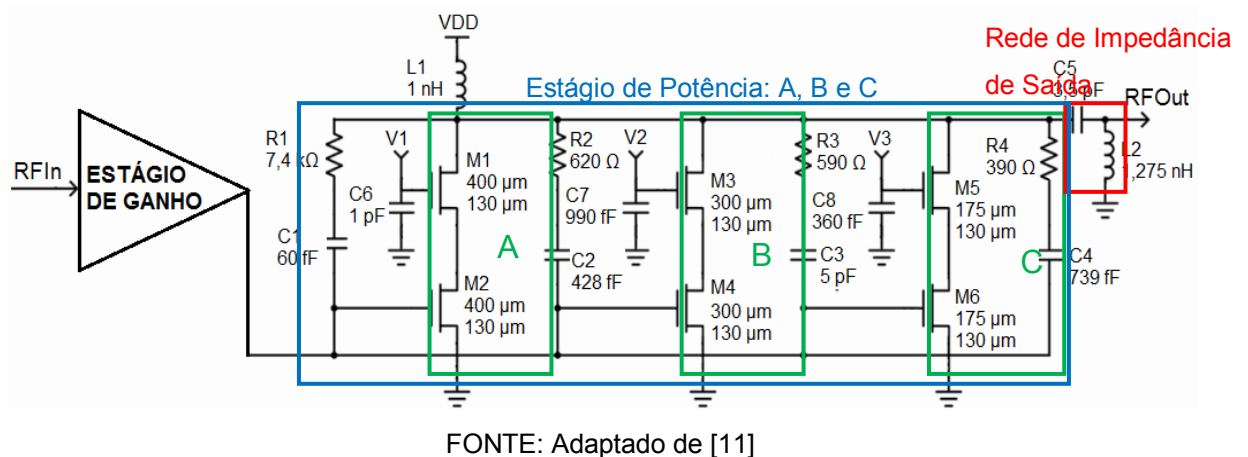 VDD
L1
1 nH
Rede de Impedância
de Saída
Estágio de Potência: A, B e C
C5
3,5 pF
RFOut
R1
7,4 kΩ
V1
R2
620 Ω
V2
R3
590 Ω
V3
R4
390 Ω
L2
1,275 nH
RFIn
ESTÁGIO
DE GANHO
C6
1 pF
M1
400 µm
130 µm
C7
990 fF
M3
300 µm
130 µm
C8
360 fF
M5
175 µm
130 µm
C1
60 fF
A
C2
428 fF
B
C3
5 pF
C
C4
739 fF
M2
400 µm
130 µm
M4
300 µm
130 µm
M6
175 µm
130 µm
FONTE: Adaptado de [11]